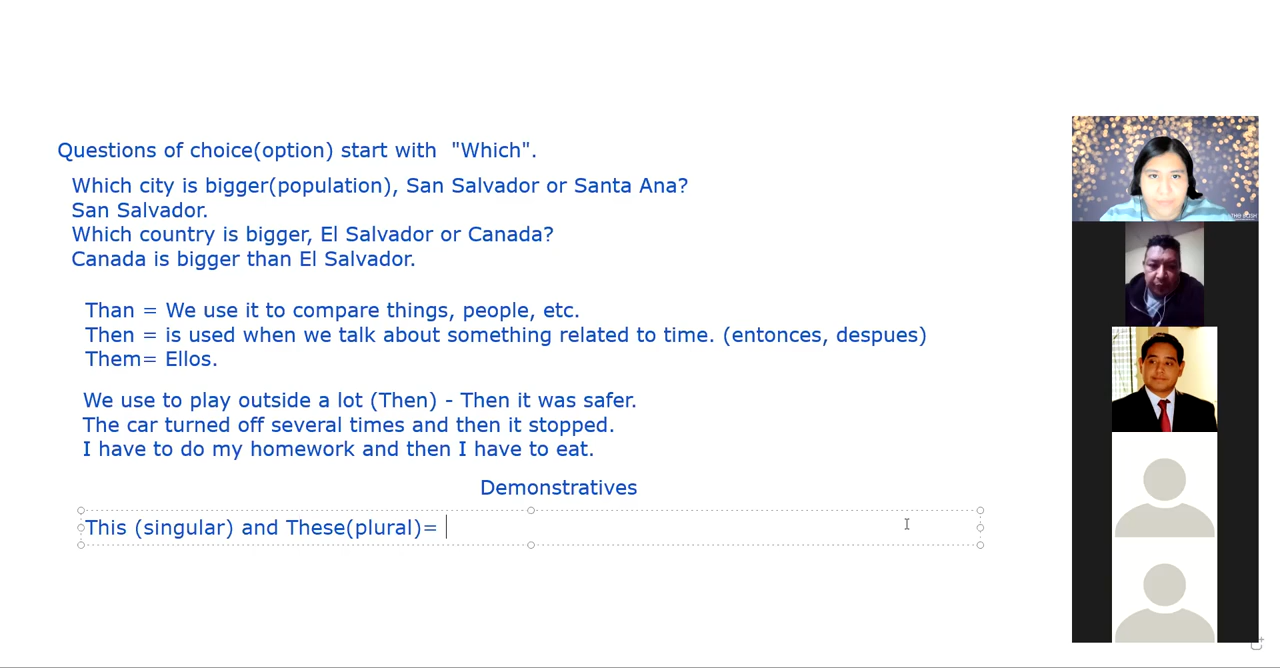 Questions of choice(option) start with "Which".
Which city is bigger(population), San Salvador or Santa Ana?
San Salvador.
Which country is bigger, El Salvador or Canada?
Canada is bigger than El Salvador.
Than = We use it to compare things, people, etc.
Then = is used when we talk about something related to time. (entonces, despues)
Them= Ellos.
We use to play outside a lot (Then) - Then it was safer.
The car turned off several times and then it stopped.
I have to do my homework and then I have to eat.
Demonstratives
This (singular) and These(plural)=